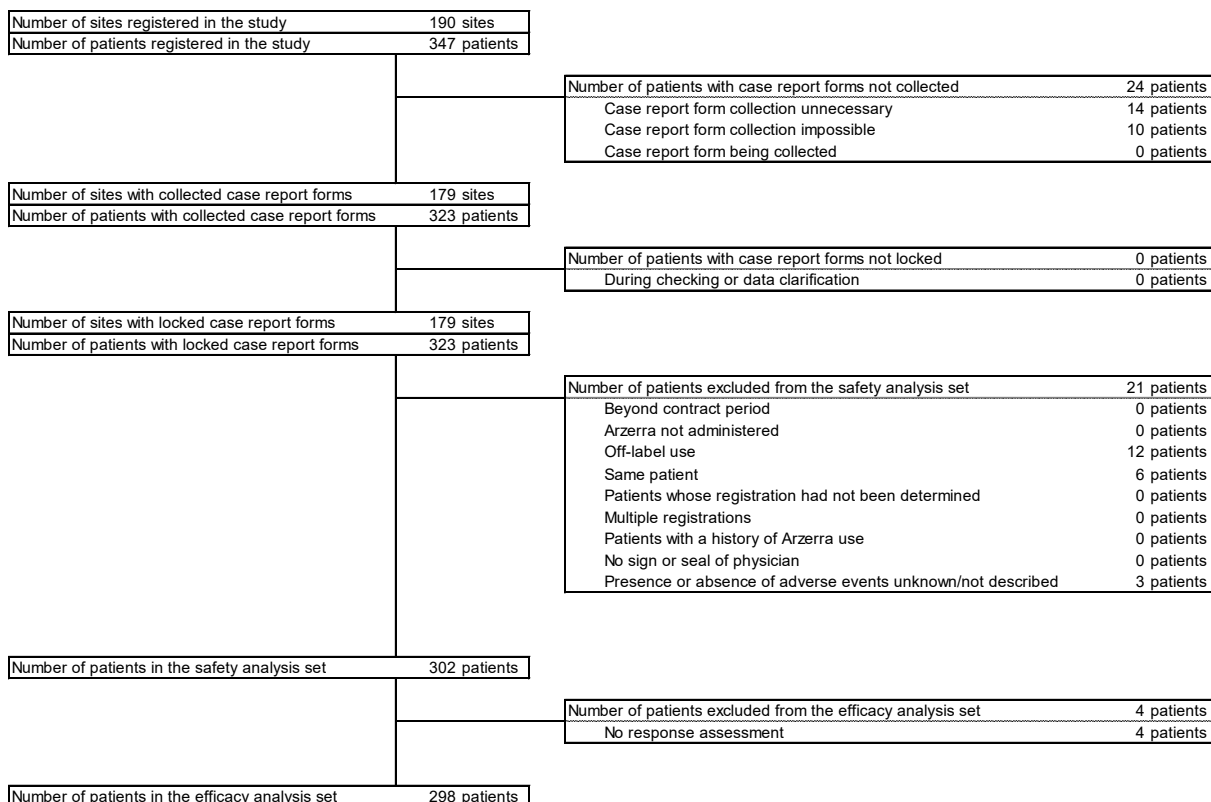 Number of sites registered in the study 190 sites
Number of patients registered in the study 347 patients
Number of patients with case report forms not collected 24 patients
Case report form collection unnecessary 14 patients
Case report form collection impossible 10 patients
Case report form being collected 0 patients
Number of sites with collected case report forms 179 sites
Number of patients with collected case report forms 323 patients
Number of patients with case report forms not locked 0 patients
During checking or data clarification 0 patients
Number of sites with locked case report forms 179 sites
Number of patients with locked case report forms 323 patients
Number of patients excluded from the safety analysis set 21 patients
Beyond contract period 0 patients
Arzerra not administered 0 patients
Off-label use 12 patients
Same patient 6 patients
Patients whose registration had not been determined 0 patients
Multiple registrations 0 patients
Patients with a history of Arzerra use 0 patients
No sign or seal of physician 0 patients
Presence or absence of adverse events unknown/not described 3 patients
Number of patients in the safety analysis set 302 patients
Number of patients excluded from the efficacy analysis set 4 patients
No response assessment 4 patients
Number of patients in the efficacy analysis set 298 patients